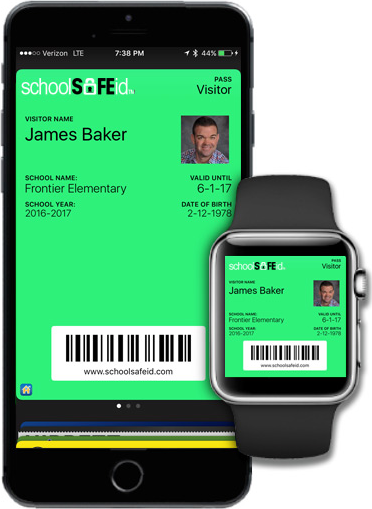 ●●●○○ Verizon LTE 7:38 PM 44%
schoolSAFEid
PASS
Visitor
VISITOR NAME
James Baker
SCHOOL NAME:
Frontier Elementary
VALID UNTIL
6-1-17
SCHOOL YEAR:
2016-2017
DATE OF BIRTH
2-12-1978
www.schoolsafeid.com
schoolSAFEid
PASS
Visitor
VISITOR NAME
James Baker
SCHOOL NAME:
Frontier Elementary
VALID UNTIL
6-1-17
SCHOOL YEAR
2016-2017
DATE OF BIRTH
2-12-1978
www.schoolsafeid.com